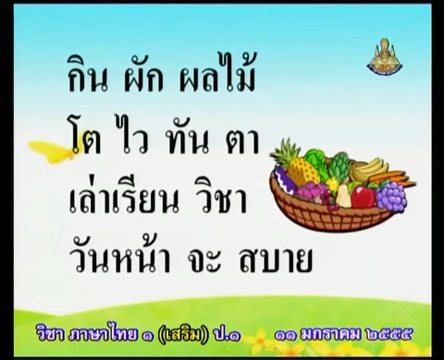 กิน ผัก ผลไม้
โต ไว ทัน ตา
เล่าเรียน วิชา
วันหน้า จะ สบาย
วิชา ภาษาไทย ๑ (เสริม) ป.๑ ๑๑ มกราคม ๒๕๕๕